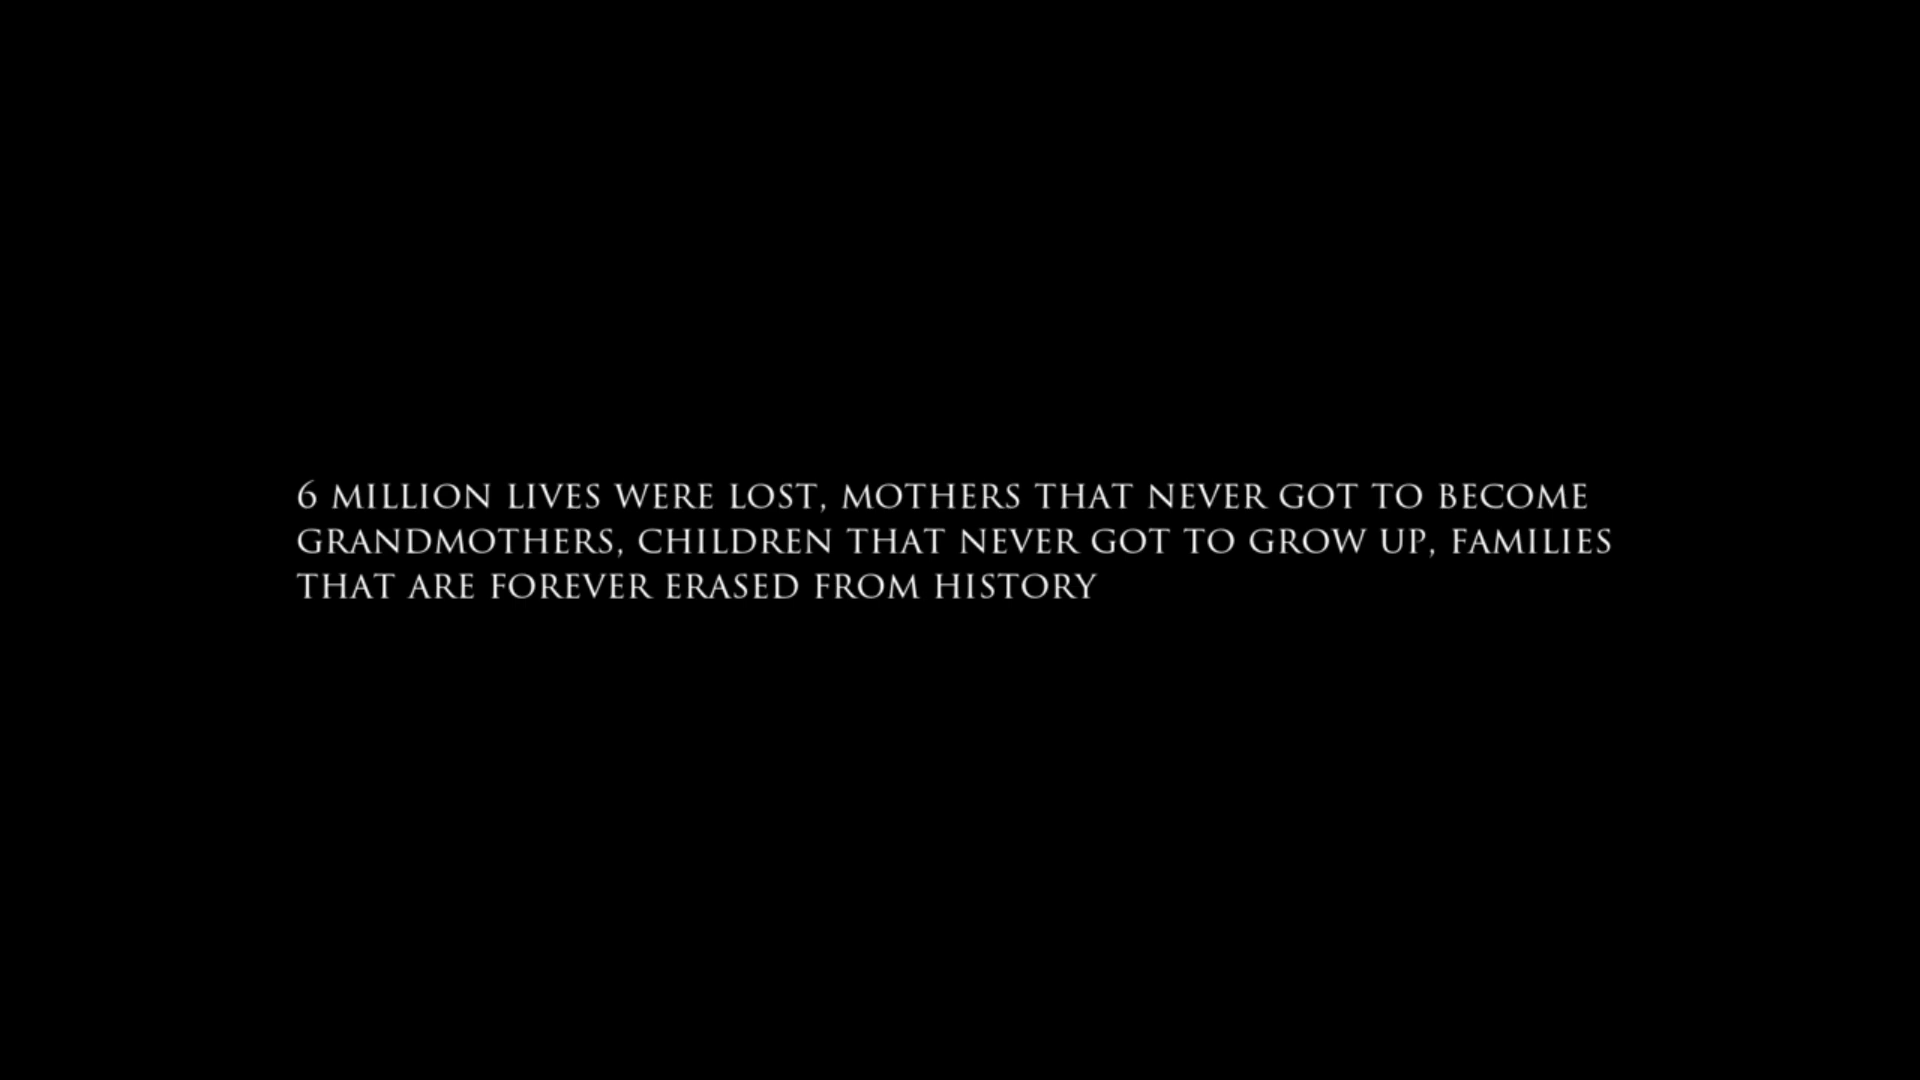 6 MILLION LIVES WERE LOST, MOTHERS THAT NEVER GOT TO BECOME
GRANDMOTHERS, CHILDREN THAT NEVER GOT TO GROW UP, FAMILIES
THAT ARE FOREVER ERASED FROM HISTORY